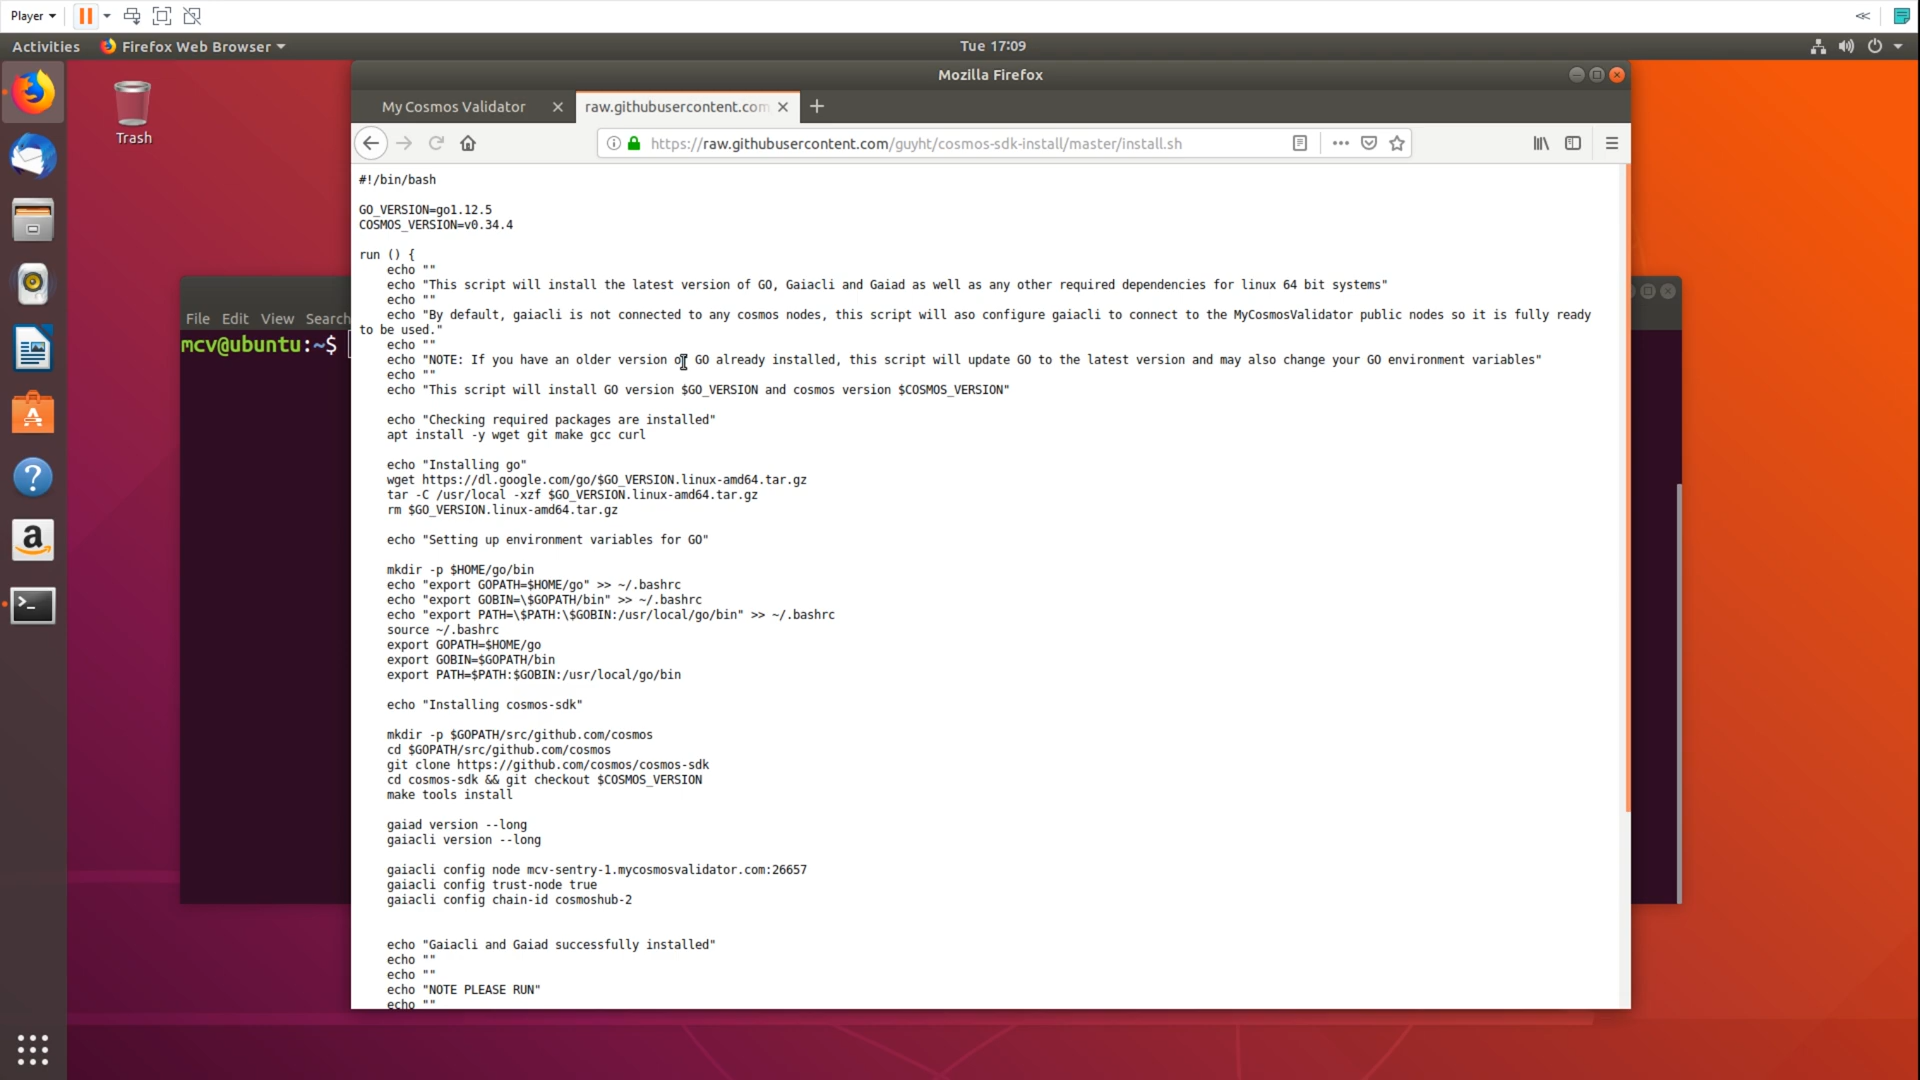 Player
Activities
Firefox Web Browser
Tue 17:09
Trash
Mozilla Firefox
My Cosmos Validator
raw.githubusercontent.com
https://raw.githubusercontent.com/guyht/cosmos-sdk-install/master/install.sh
File Edit View Search
mcv@ubuntu:~$
#!/bin/bash
GO_VERSION=go1.12.5
COSMOS_VERSION=v0.34.4
run () {
echo ""
echo "This script will install the latest version of GO, Gaiacli and Gaiad as well as any other required dependencies for linux 64 bit systems"
echo ""
echo "By default, gaiacli is not connected to any cosmos nodes, this script will aso configure gaiacli to connect to the MyCosmosValidator public nodes so it is fully ready
to be used."
echo ""
echo "NOTE: If you have an older version of GO already installed, this script will update GO to the latest version and may also change your GO environment variables"
echo ""
echo "This script will install GO version $GO_VERSION and cosmos version $COSMOS_VERSION"
echo "Checking required packages are installed"
apt install -y wget git make gcc curl
echo "Installing go"
wget https://dl.google.com/go/$GO_VERSION.linux-amd64.tar.gz
tar -C /usr/local -xzf $GO_VERSION.linux-amd64.tar.gz
rm $GO_VERSION.linux-amd64.tar.gz
echo "Setting up environment variables for GO"
mkdir -p $HOME/go/bin
echo "export GOPATH=$HOME/go" >> ~/.bashrc
echo "export GOBIN=\$GOPATH/bin" >> ~/.bashrc
echo "export PATH=\$PATH:\$GOBIN:/usr/local/go/bin" >> ~/.bashrc
source ~/.bashrc
export GOPATH=$HOME/go
export GOBIN=$GOPATH/bin
export PATH=$PATH:$GOBIN:/usr/local/go/bin
echo "Installing cosmos-sdk"
mkdir -p $GOPATH/src/github.com/cosmos
cd $GOPATH/src/github.com/cosmos
git clone https://github.com/cosmos/cosmos-sdk
cd cosmos-sdk && git checkout $COSMOS_VERSION
make tools install
gaiad version --long
gaiacli version --long
gaiacli config node mcv-sentry-1.mycosmosvalidator.com:26657
gaiacli config trust-node true
gaiacli config chain-id cosmoshub-2
echo "Gaiacli and Gaiad successfully installed"
echo ""
echo ""
echo "NOTE PLEASE RUN"
echo ""